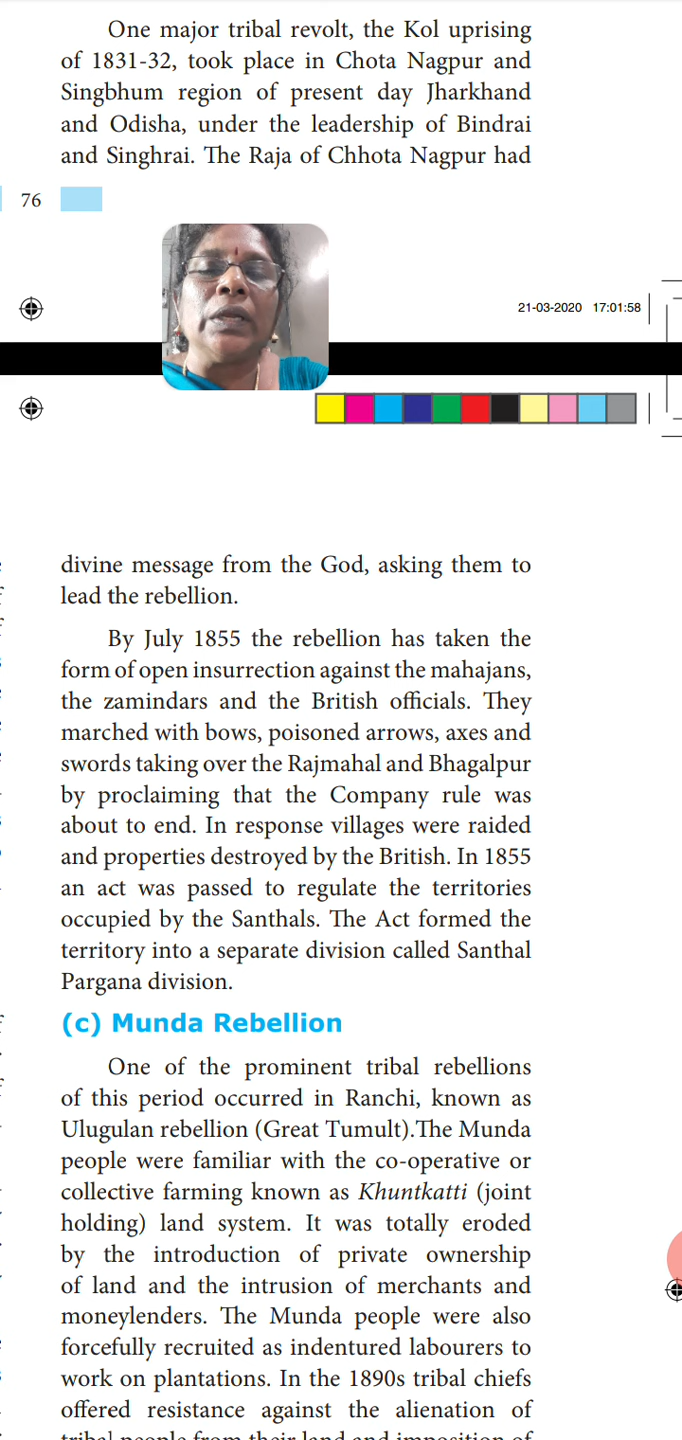 One major tribal revolt, the Kol uprising
of 1831-32, took place in Chota Nagpur and
Singbhum region of present day Jharkhand
and Odisha, under the leadership of Bindrai
and Singhrai. The Raja of Chhota Nagpur had
76
21-03-2020 17:01:58
divine message from the God, asking them to
lead the rebellion.
By July 1855 the rebellion has taken the
form of open insurrection against the mahajans,
the zamindars and the British officials. They
marched with bows, poisoned arrows, axes and
swords taking over the Rajmahal and Bhagalpur
by proclaiming that the Company rule was
about to end. In response villages were raided
and properties destroyed by the British. In 1855
an act was passed to regulate the territories
occupied by the Santhals. The Act formed the
territory into a separate division called Santhal
Pargana division.
(c) Munda Rebellion
One of the prominent tribal rebellions
of this period occurred in Ranchi, known as
Ulugulan rebellion (Great Tumult).The Munda
people were familiar with the co-operative or
collective farming known as Khuntkatti (joint
holding) land system. It was totally eroded
by the introduction of private ownership
of land and the intrusion of merchants and
moneylenders. The Munda people were also
forcefully recruited as indentured labourers to
work on plantations. In the 1890s tribal chiefs
offered resistance against the alienation of
tribal people from their land and imposition of